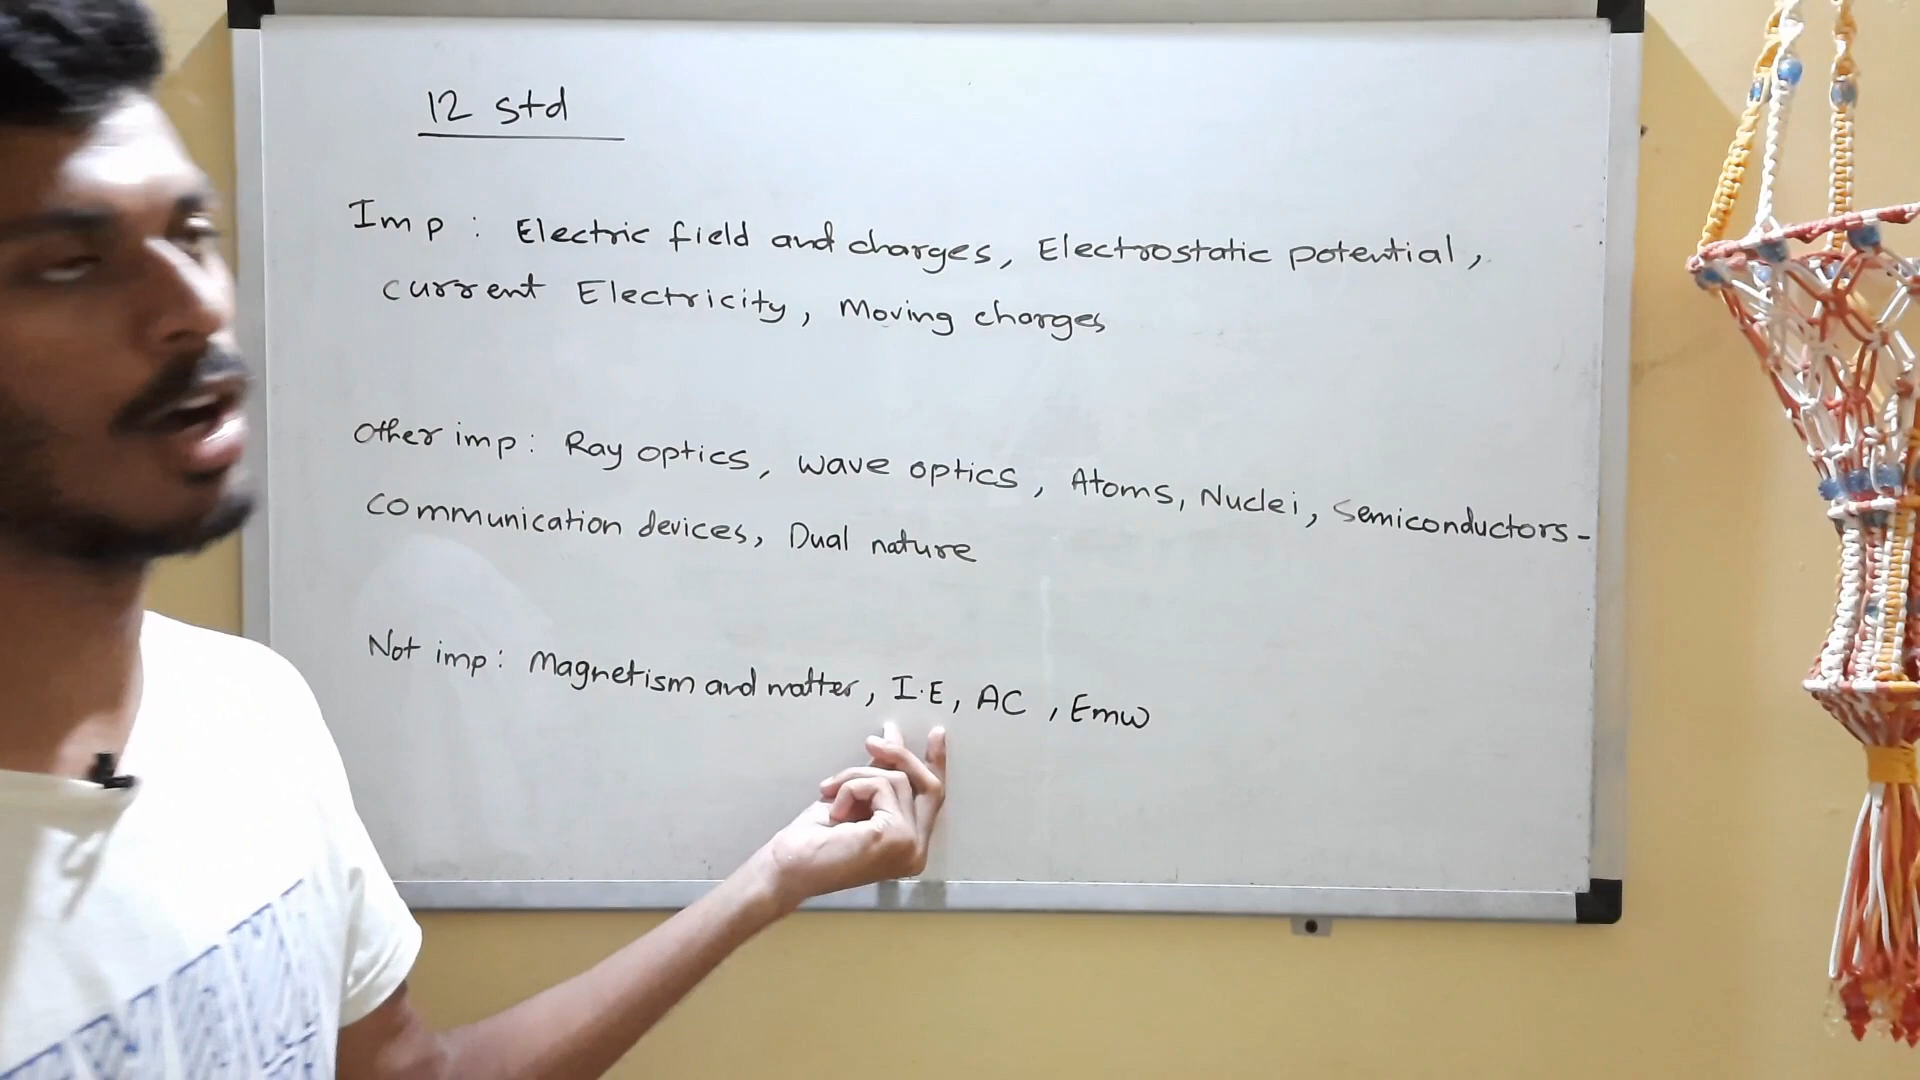 12 std
Imp : Electric field and charges, Electrostatic potential,
current Electricity, Moving charges
Other imp: Ray optics, wave optics, Atoms, Nuclei, Semiconductors-
communication devices, Dual nature
Not imp: Magnetism and matter, I.E, AC, Emw